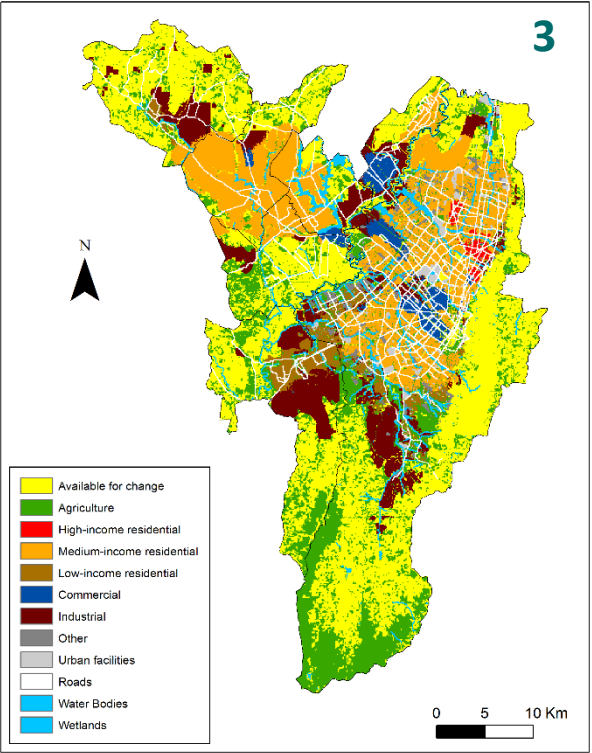 3
N
Available for change
Agriculture
High-income residential
Medium-income residential
Low-income residential
Commercial
Industrial
Other
Urban facilities
Roads
Water Bodies
Wetlands
0 5 10 Km